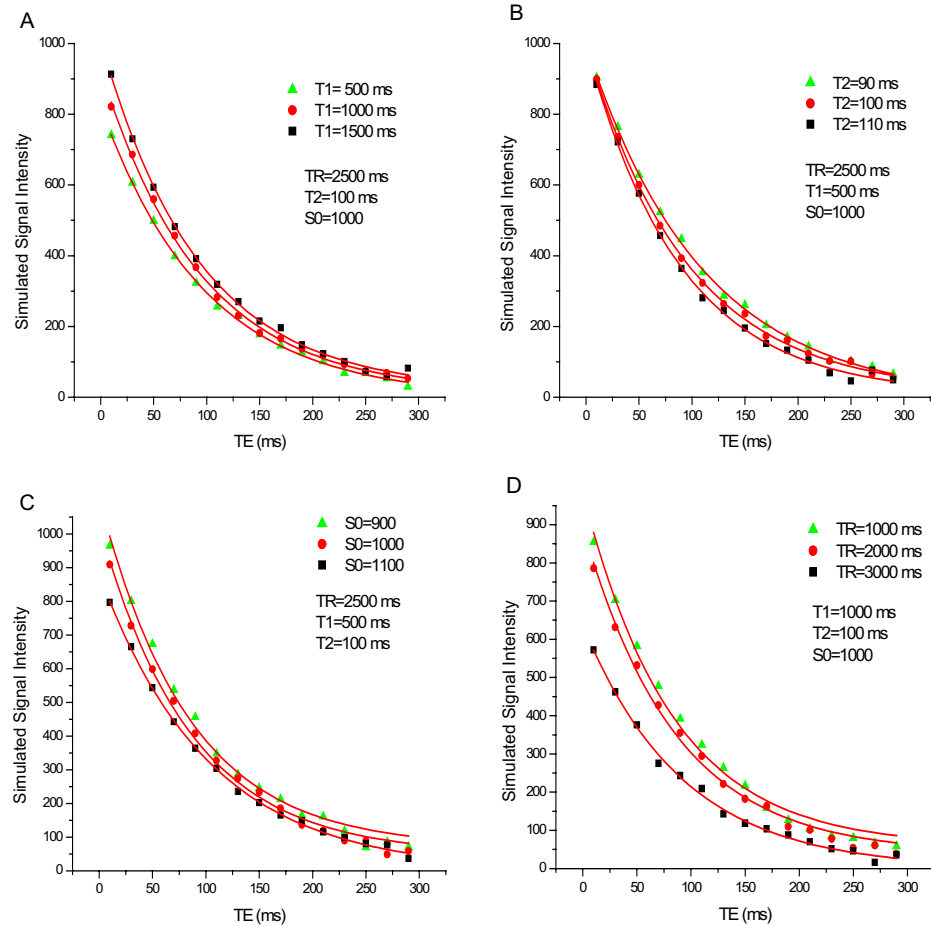 A
Simulated Signal Intensity
1000
800
600
400
200
0
T1= 500 ms
T1=1000 ms
T1=1500 ms
TR=2500 ms
T2=100 ms
S0=1000
0 50 100 150 200 250 300
TE (ms)
B
Simulated Signal Intensity
1000
800
600
400
200
0
T2=90 ms
T2=100 ms
T2=110 ms
TR=2500 ms
T1=500 ms
S0=1000
0 50 100 150 200 250 300
TE (ms)
C
Simulated Signal Intensity
1000
900
800
700
600
500
400
300
200
100
0
S0=900
S0=1000
S0=1100
TR=2500 ms
T1=500 ms
T2=100 ms
0 50 100 150 200 250 300
TE (ms)
D
Simulated Signal Intensity
900
800
700
600
500
400
300
200
100
0
TR=1000 ms
TR=2000 ms
TR=3000 ms
T1=1000 ms
T2=100 ms
S0=1000
0 50 100 150 200 250 300
TE (ms)